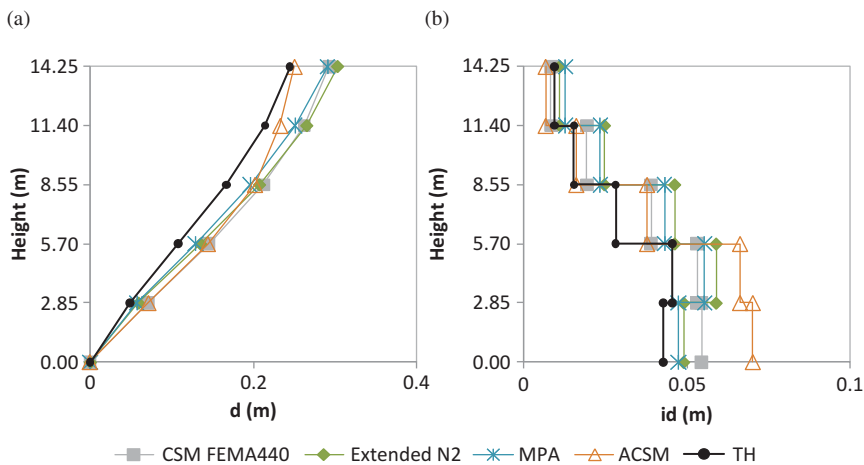 (a)
(b)
14.25
11.40
8.55
5.70
2.85
0.00
Height (m)
0
0.2
0.4
d (m)
14.25
11.40
8.55
5.70
2.85
0.00
Height (m)
0
0.05
0.1
id (m)
CSM FEMA440
Extended N2
MPA
ACSM
TH